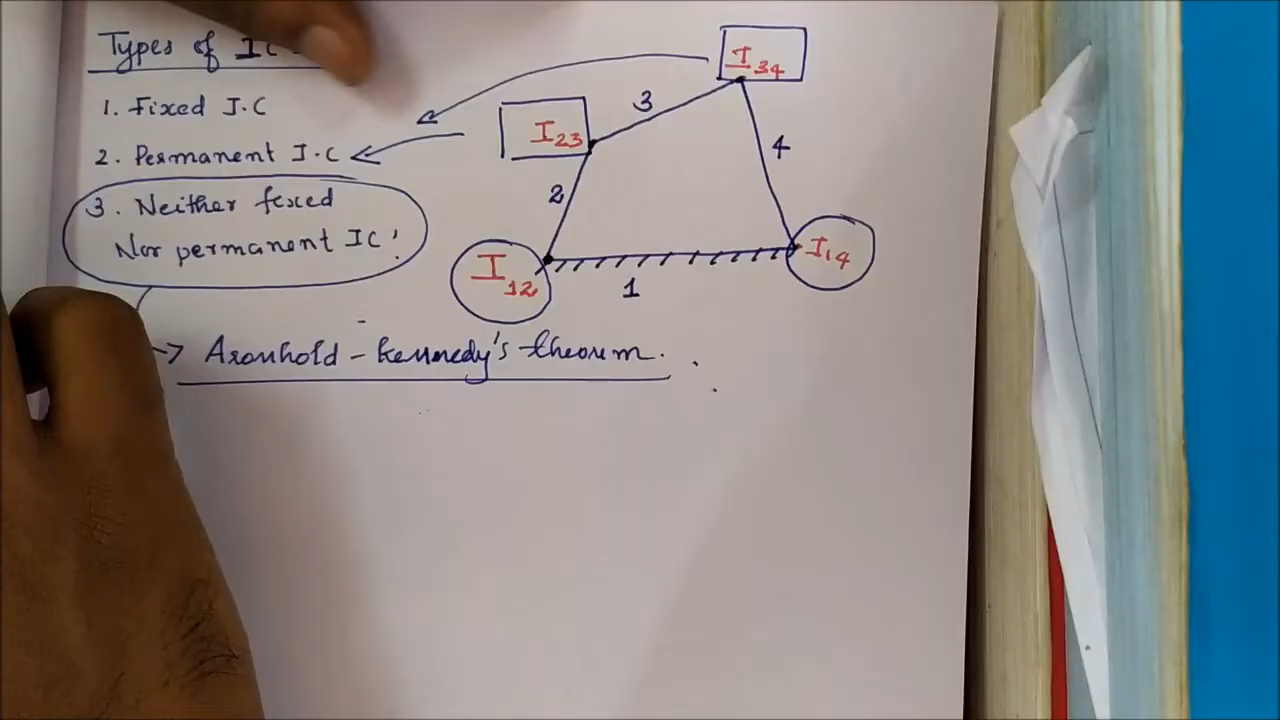 Types of IC
1. Fixed I.C
2. Permanent I.C
3. Neither fixed
Nor permanent IC'.
→ Aronhold - Kennedy's theorem.
I34
3
I23
4
2
I12
I14
1